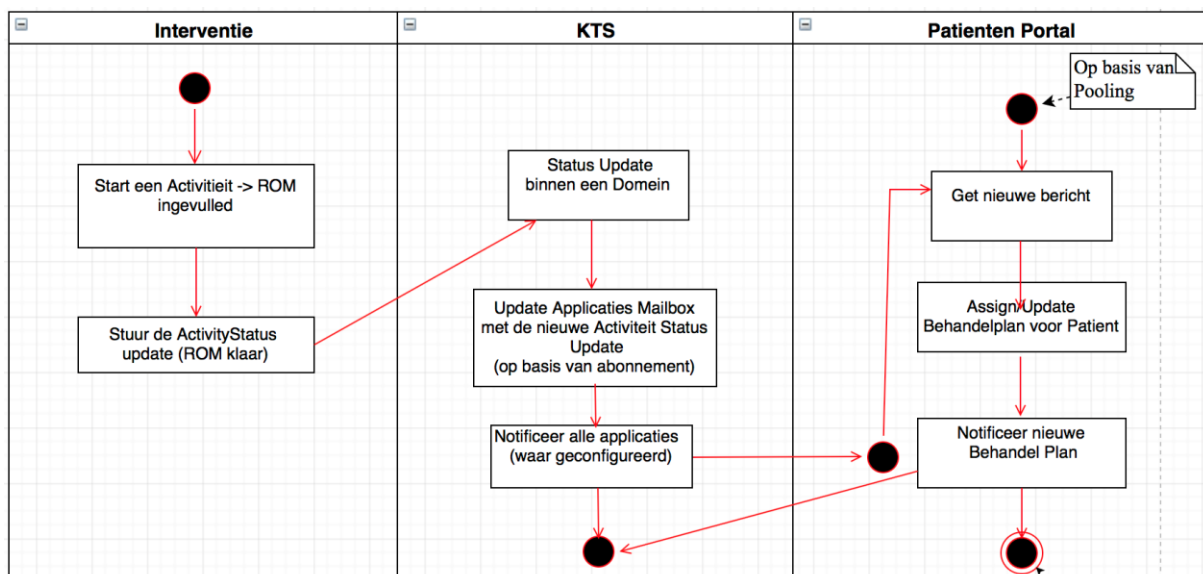 Interventie
KTS
Patienten Portal
Op basis van
Pooling
Start een Activitieit -> ROM
ingevulled
Stuur de ActivityStatus
update (ROM klaar)
Status Update
binnen een Domein
Update Applicaties Mailbox
met de nieuwe Activiteit Status
Update
(op basis van abonnement)
Notificeer alle applicaties
(waar geconfigureerd)
Get nieuwe bericht
Assign/Update
Behandelplan voor Patient
Notificeer nieuwe
Behandel Plan